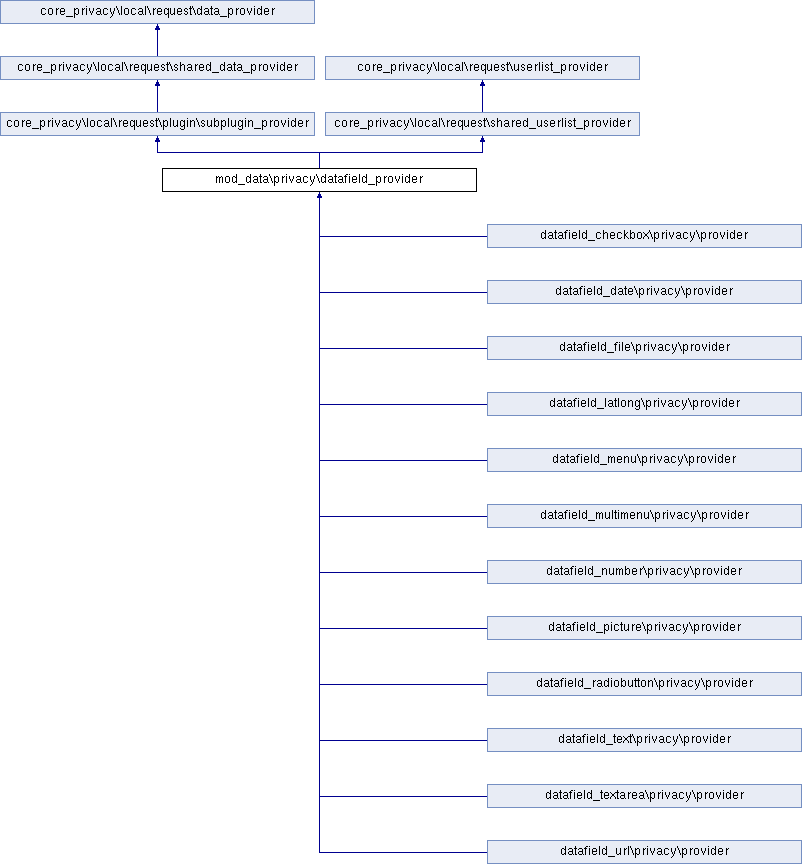 core_privacy\local\request\data_provider
core_privacy\local\request\shared_data_provider
core_privacy\local\request\userlist_provider
core_privacy\local\request\plugin\subplugin_provider
core_privacy\local\request\shared_userlist_provider
mod_data\privacy\datafield_provider
datafield_checkbox\privacy\provider
datafield_date\privacy\provider
datafield_file\privacy\provider
datafield_latlong\privacy\provider
datafield_menu\privacy\provider
datafield_multimenu\privacy\provider
datafield_number\privacy\provider
datafield_picture\privacy\provider
datafield_radiobutton\privacy\provider
datafield_text\privacy\provider
datafield_textarea\privacy\provider
datafield_url\privacy\provider